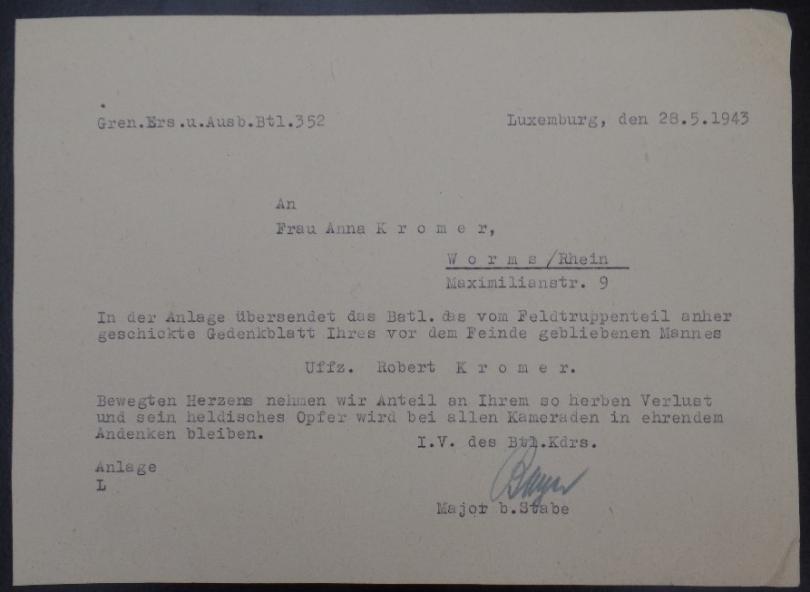 Gren.Ers.u.Ausb.Btl.352 Luxemburg, den 28.5.1943
An
Frau Anna K r o m e r,
W o r m s /Rhein
Maximilianstr. 9
In der Anlage übersendet das Batl. das vom Feldtruppenteil anher
geschickte Gedenkblatt Ihres vor dem Feinde gebliebenen Mannes
Uffz. Robert K r o m e r.
Bewegten Herzens nehmen wir Anteil an Ihrem so herben Verlust
und sein heldisches Opfer wird bei allen Kameraden in ehrendem
Andenken bleiben.
I.V. des Btl.Kdrs.
Anlage
L
Major b.Stabe